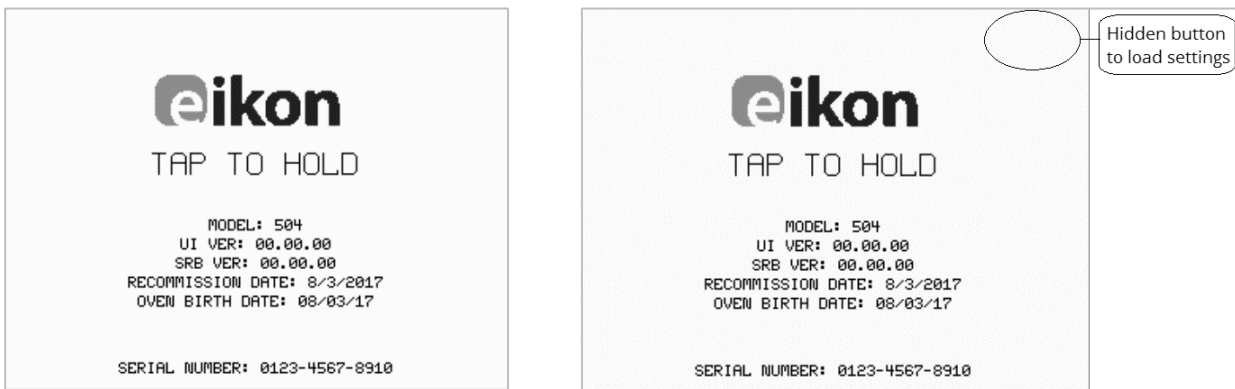 eikon
TAP TO HOLD
MODEL: 504
UI VER: 00.00.00
SRB VER: 00.00.00
RECOMMISSION DATE: 8/3/2017
OVEN BIRTH DATE: 08/03/17
SERIAL NUMBER: 0123-4567-8910
eikon
TAP TO HOLD
MODEL: 504
UI VER: 00.00.00
SRB VER: 00.00.00
RECOMMISSION DATE: 8/3/2017
OVEN BIRTH DATE: 08/03/17
SERIAL NUMBER: 0123-4567-8910
Hidden button
to load settings